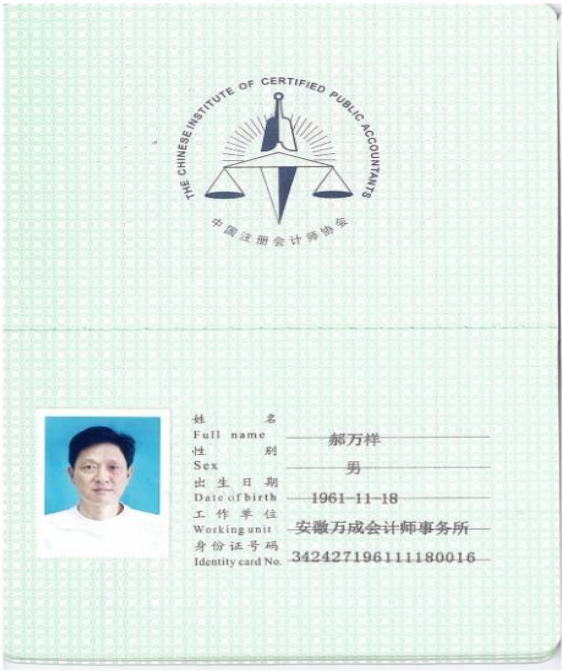 THE CHINESE INSTITUTE OF CERTIFIED PUBLIC ACCOUNTANTS
中国注册会计师协会
姓 名
Full name 郝万祥
性 别
Sex 男
出 生 日 期
Date of birth 1961-11-18
工 作 单 位
Working unit 安徽万成会计师事务所
身 份 证 号 码
Identity card No. 342427196111180016